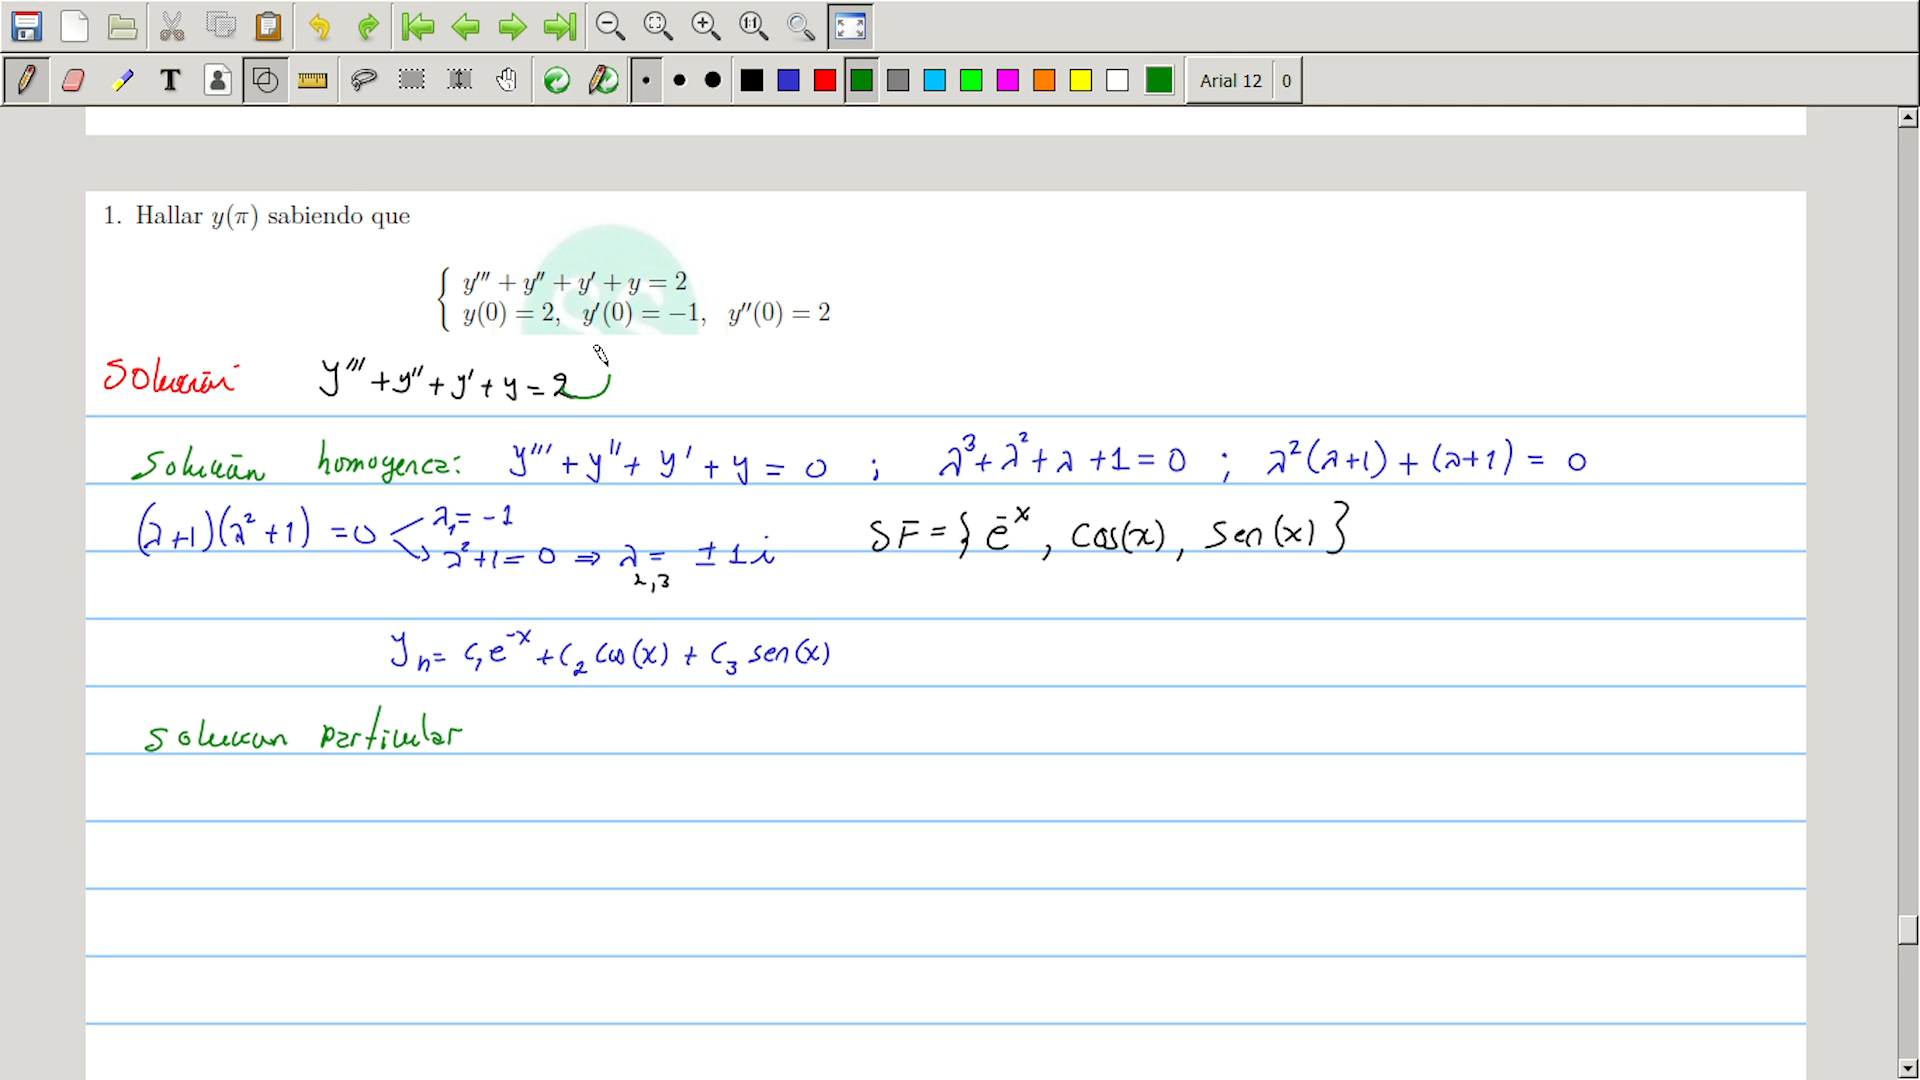 Arial 12 0
1. Hallar y(π) sabiendo que
y‴ + y″ + y′ + y = 2
y(0) = 2, y′(0) = −1, y″(0) = 2
Solución: y‴ + y″ + y′ + y = 2
Solución homogenea: y‴ + y″ + y′ + y = 0 ; λ³ + λ² + λ + 1 = 0 ; λ²(λ+1) + (λ+1) = 0
(λ+1)(λ²+1) = 0 λ₁ = -1
λ²+1 = 0 ⇒ λ₂,₃ = ± 1i SF = { e^-x, Cos(x), Sen(x) }
yₕ = C₁e^-x + C₂ Cos(x) + C₃ sen(x)
Solucion particular